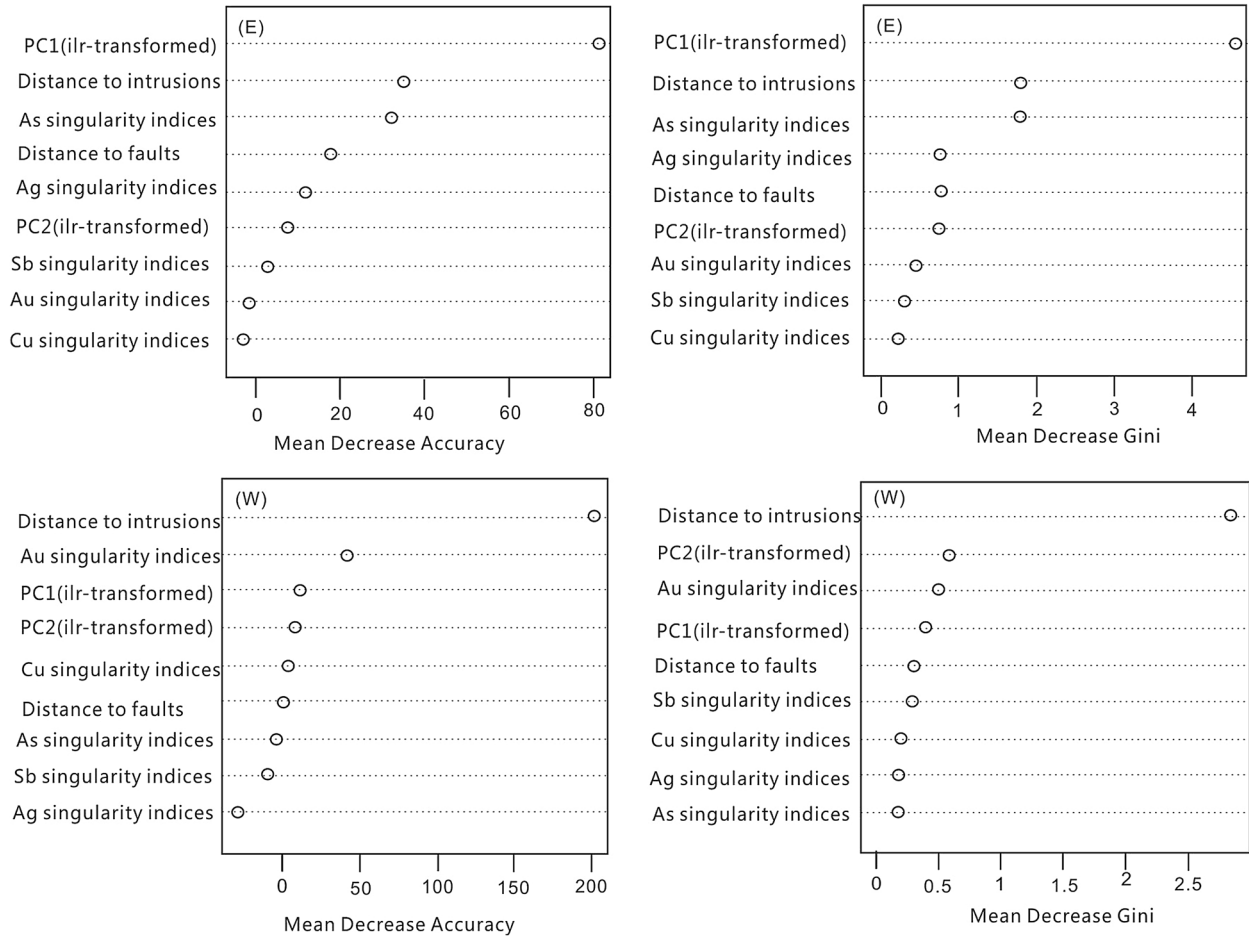 (E)
PC1(ilr-transformed)
Distance to intrusions
As singularity indices
Distance to faults
Ag singularity indices
PC2(ilr-transformed)
Sb singularity indices
Au singularity indices
Cu singularity indices
0 20 40 60 80
Mean Decrease Accuracy
(E)
PC1(ilr-transformed)
Distance to intrusions
As singularity indices
Ag singularity indices
Distance to faults
PC2(ilr-transformed)
Au singularity indices
Sb singularity indices
Cu singularity indices
0 1 2 3 4
Mean Decrease Gini
(W)
Distance to intrusions
Au singularity indices
PC1(ilr-transformed)
PC2(ilr-transformed)
Cu singularity indices
Distance to faults
As singularity indices
Sb singularity indices
Ag singularity indices
0 50 100 150 200
Mean Decrease Accuracy
(W)
Distance to intrusions
PC2(ilr-transformed)
Au singularity indices
PC1(ilr-transformed)
Distance to faults
Sb singularity indices
Cu singularity indices
Ag singularity indices
As singularity indices
0 0.5 1 1.5 2 2.5
Mean Decrease Gini